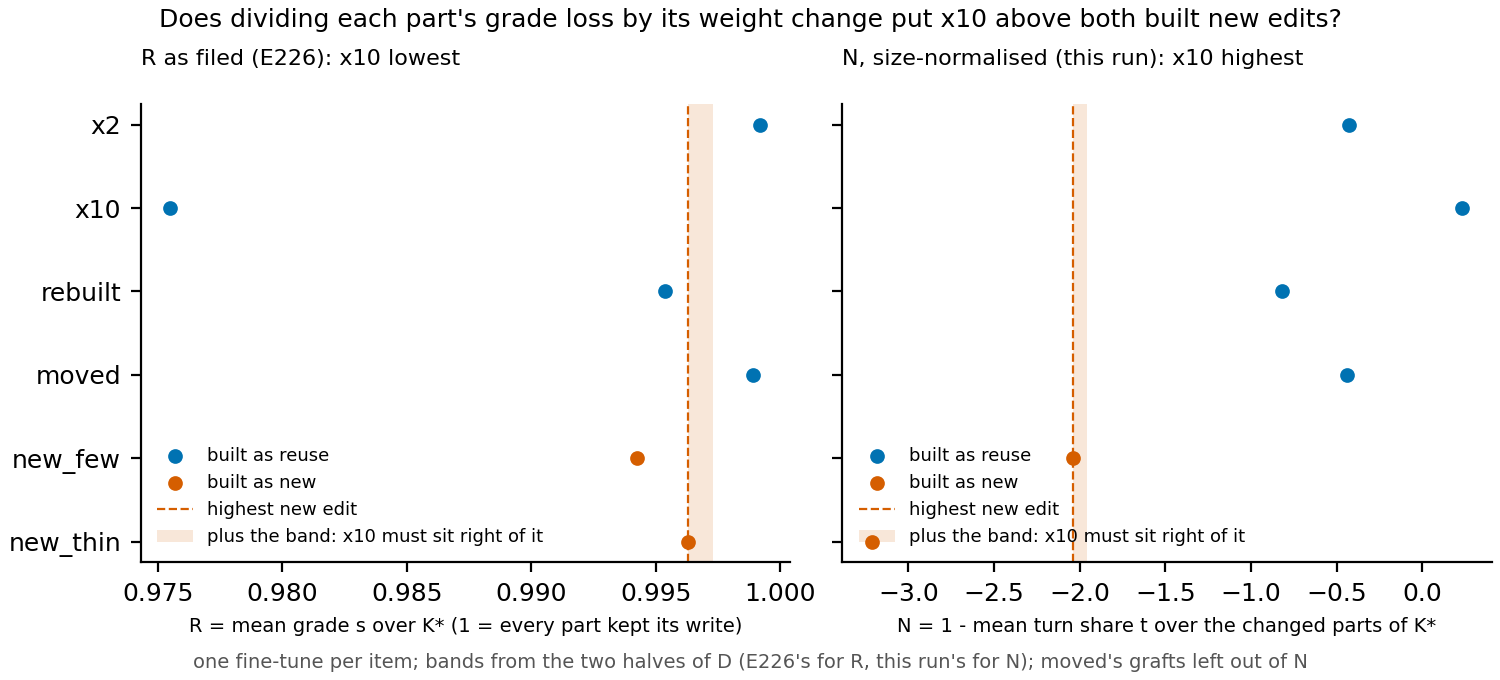 Does dividing each part's grade loss by its weight change put x10 above both built new edits?
R as filed (E226): x10 lowest
x2
x10
rebuilt
moved
new_few
new_thin
built as reuse
built as new
highest new edit
plus the band: x10 must sit right of it
0.975 0.980 0.985 0.990 0.995 1.000
R = mean grade s over K* (1 = every part kept its write)
N, size-normalised (this run): x10 highest
built as reuse
built as new
highest new edit
plus the band: x10 must sit right of it
−3.0 −2.5 −2.0 −1.5 −1.0 −0.5 0.0
N = 1 - mean turn share t over the changed parts of K*
one fine-tune per item; bands from the two halves of D (E226's for R, this run's for N); moved's grafts left out of N